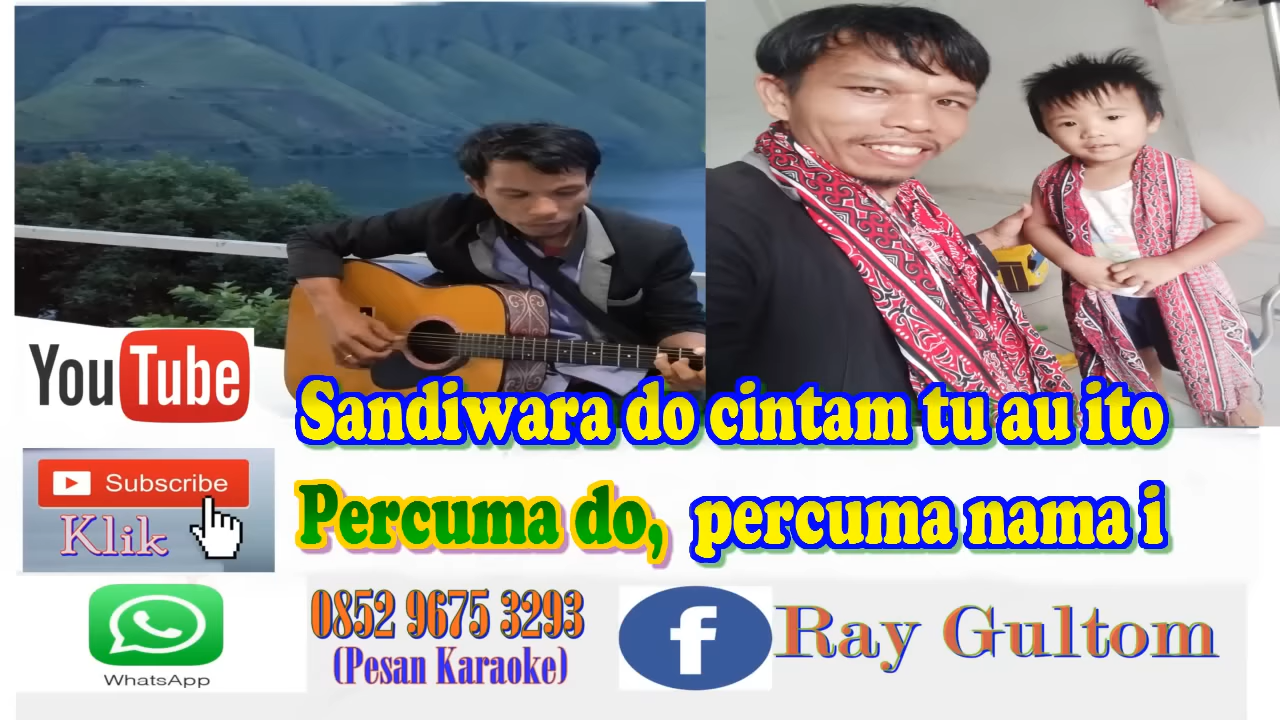 YouTube
Subscribe
Klik
Sandiwara do cintam tu au ito
Percuma do, percuma nama i
WhatsApp
0852 9675 3293
(Pesan Karaoke)
f
Ray Gultom